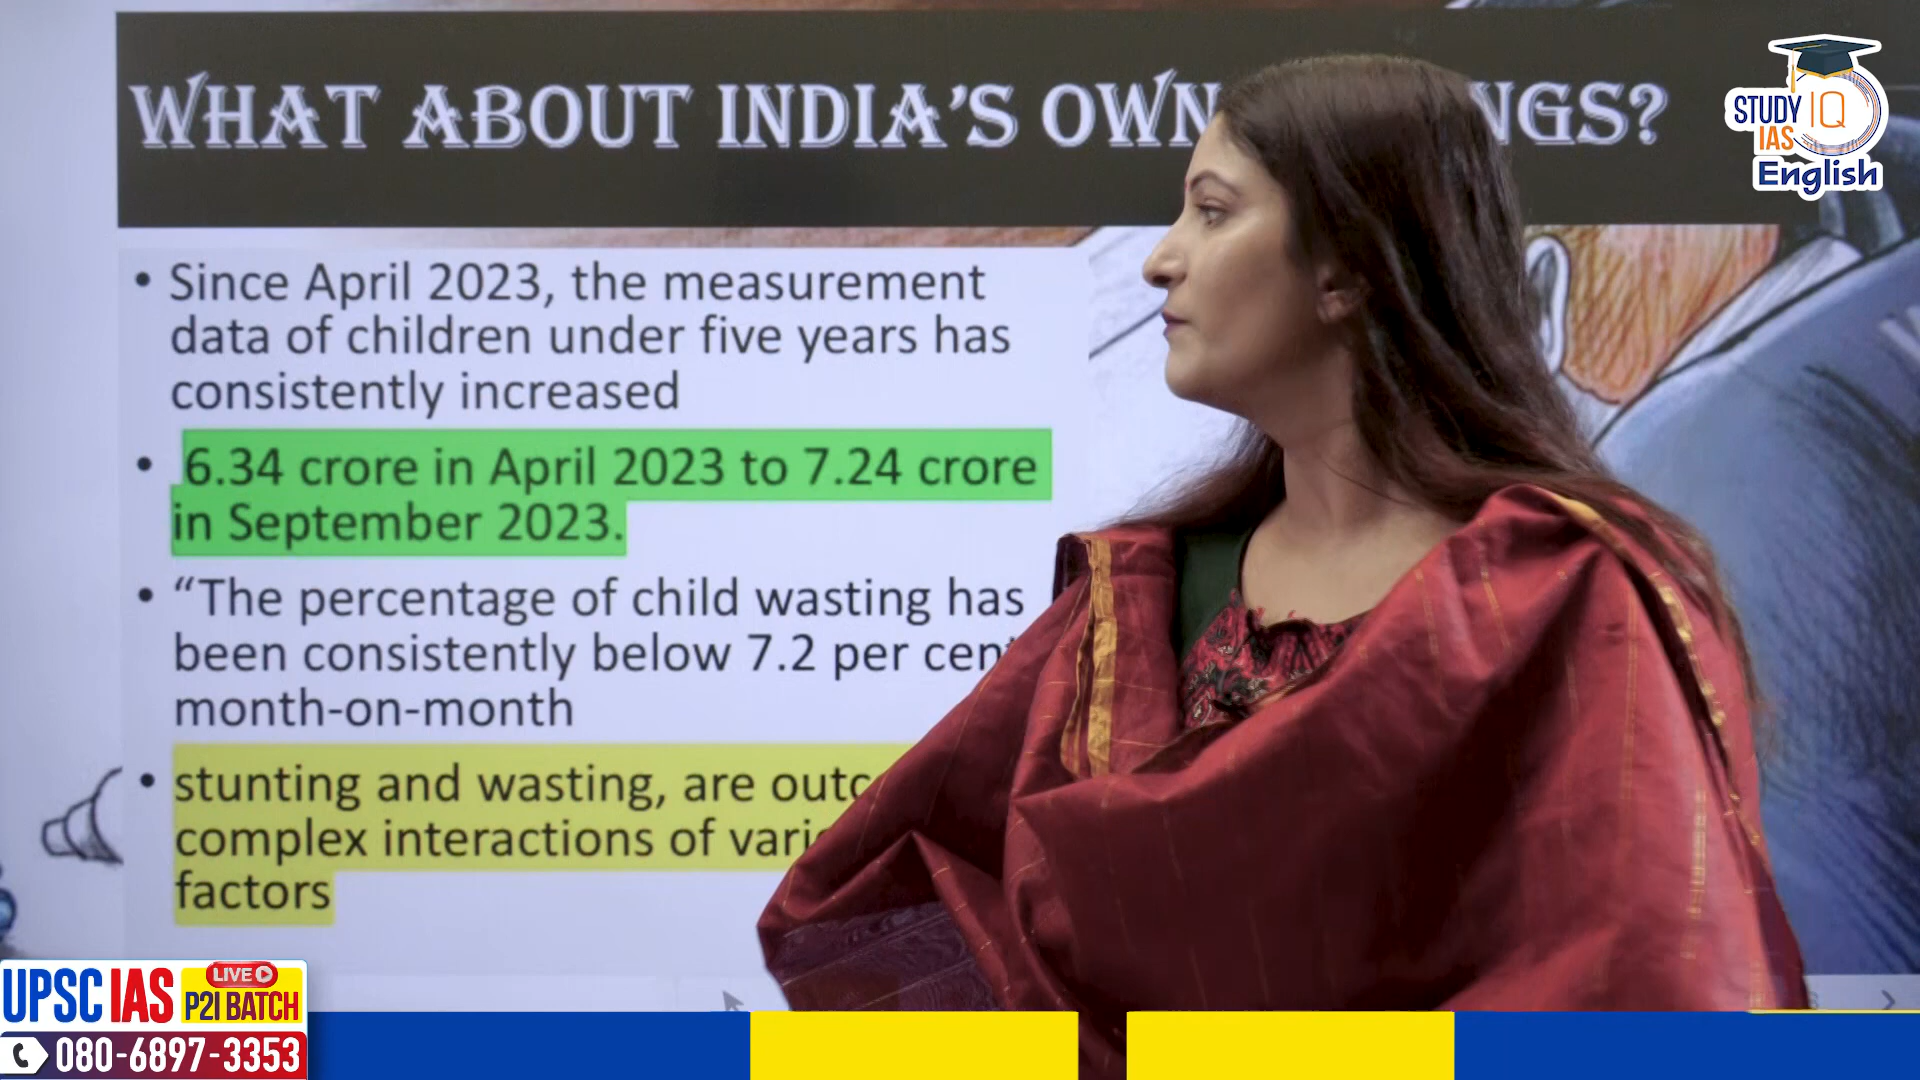 WHAT ABOUT INDIA'S OWN NGS?
STUDY IQ
IAS
English
• Since April 2023, the measurement
data of children under five years has
consistently increased
• 6.34 crore in April 2023 to 7.24 crore
in September 2023.
• “The percentage of child wasting has
been consistently below 7.2 per cent
month-on-month
• stunting and wasting, are
complex interactions of
factors
UPSC IAS LIVE
P2I BATCH
080-6897-3353